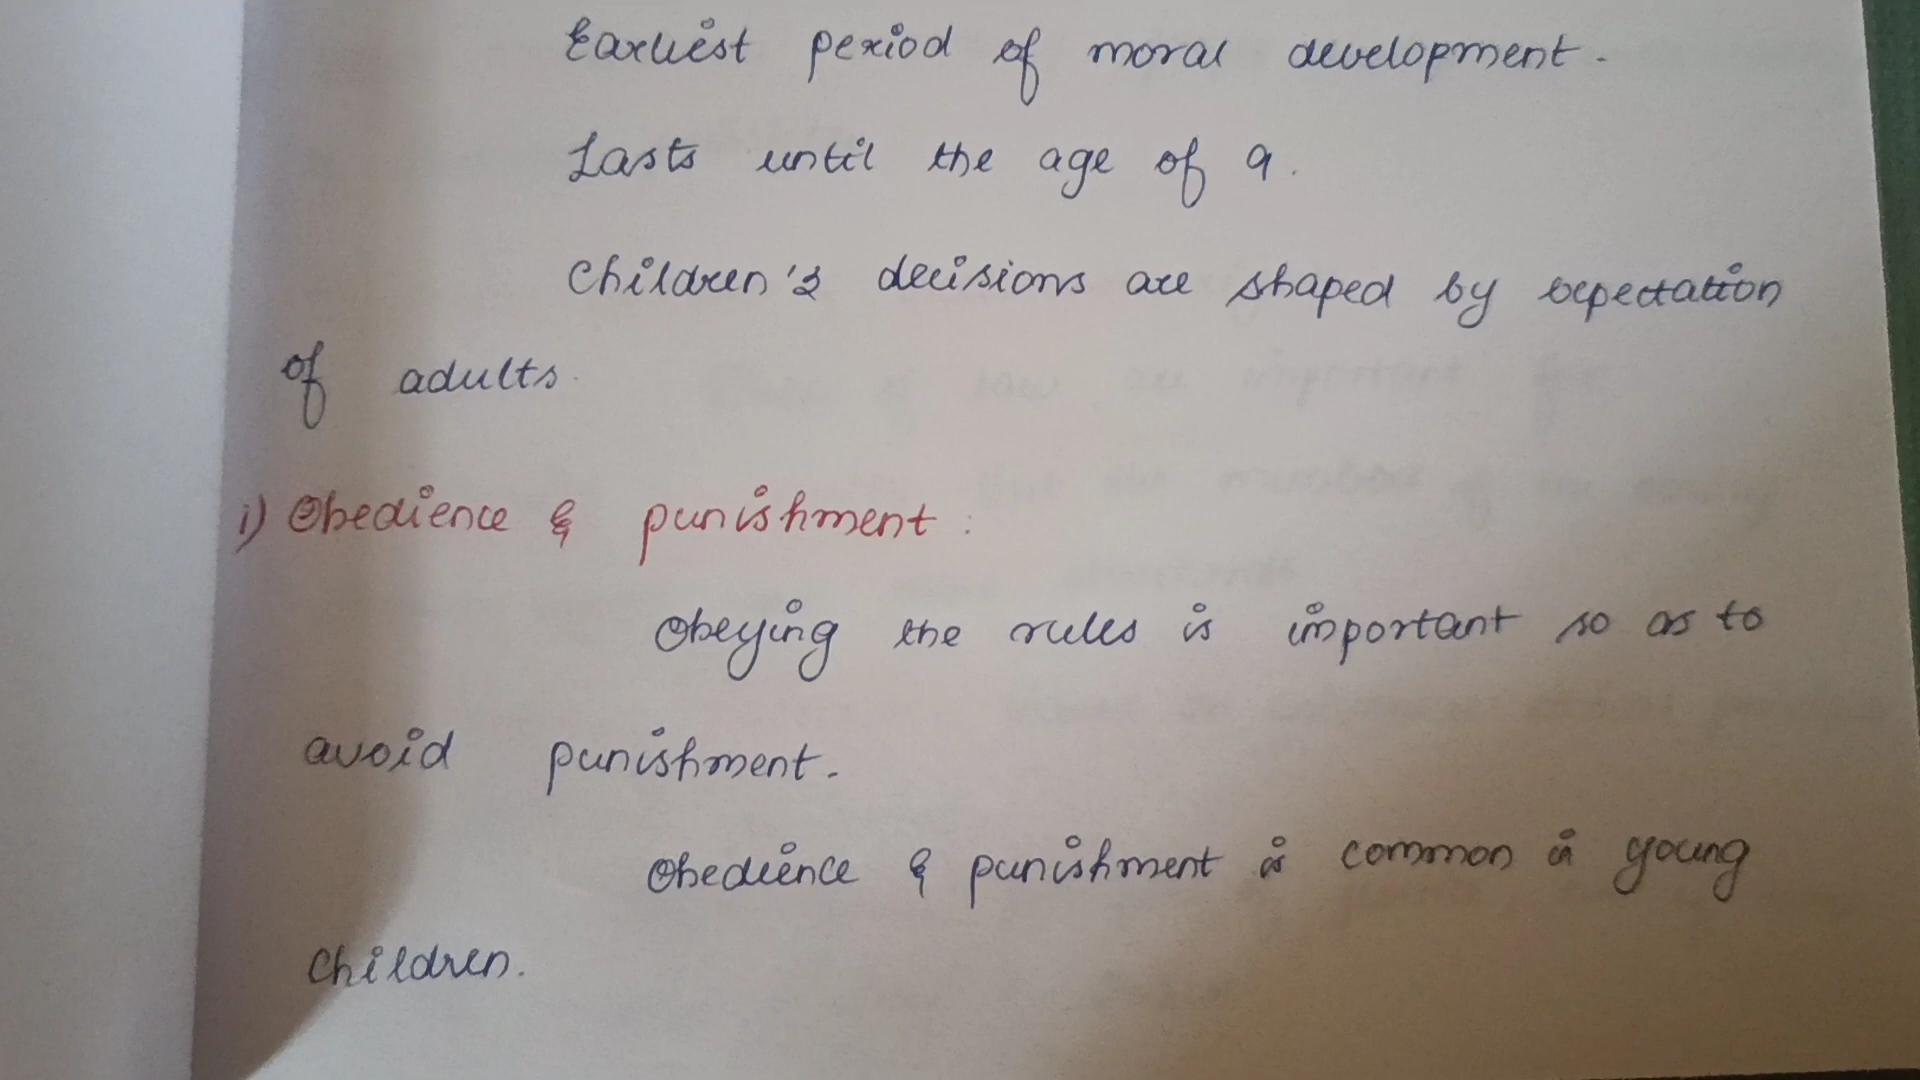 Earliest period of moral development.
Lasts until the age of 9.
Children's decisions are shaped by expectation
of adults.
i) Obedience & punishment :
Obeying the rules is important so as to
avoid punishment.
Obedience & punishment is common in young
children.